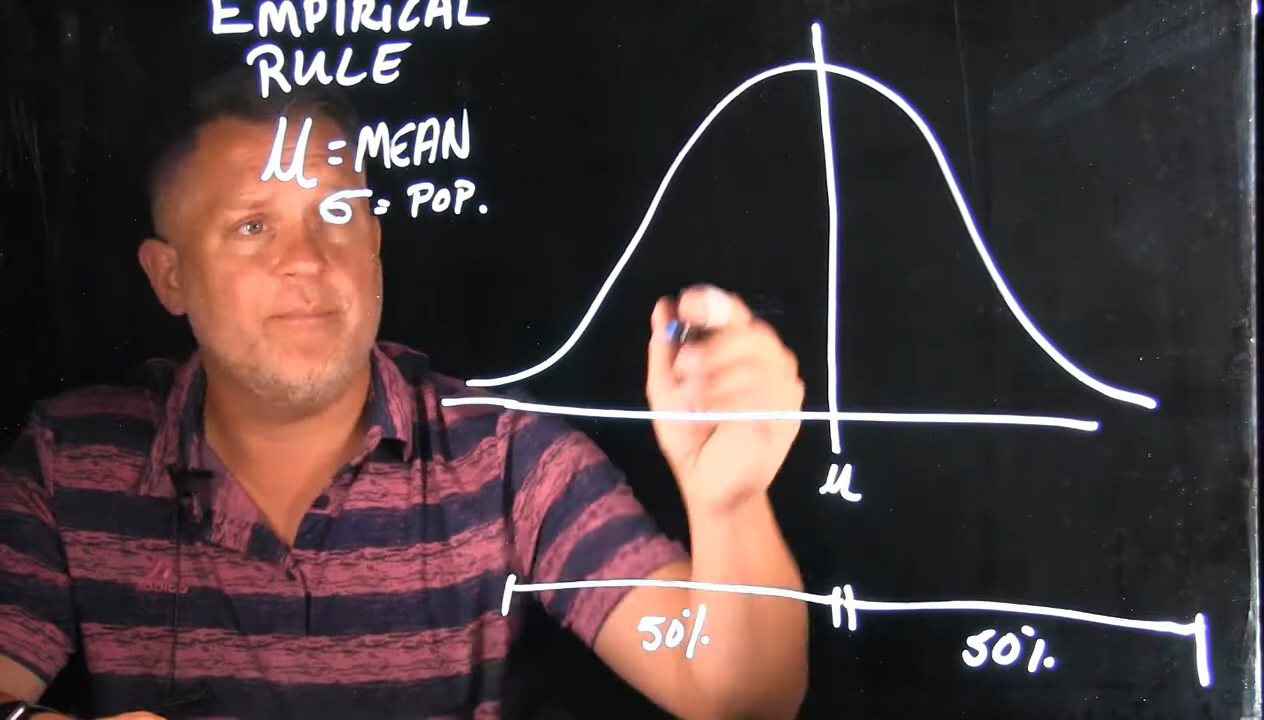 EMPIRICAL
RULE
μ = MEAN
σ = POP.
μ
50% 50%